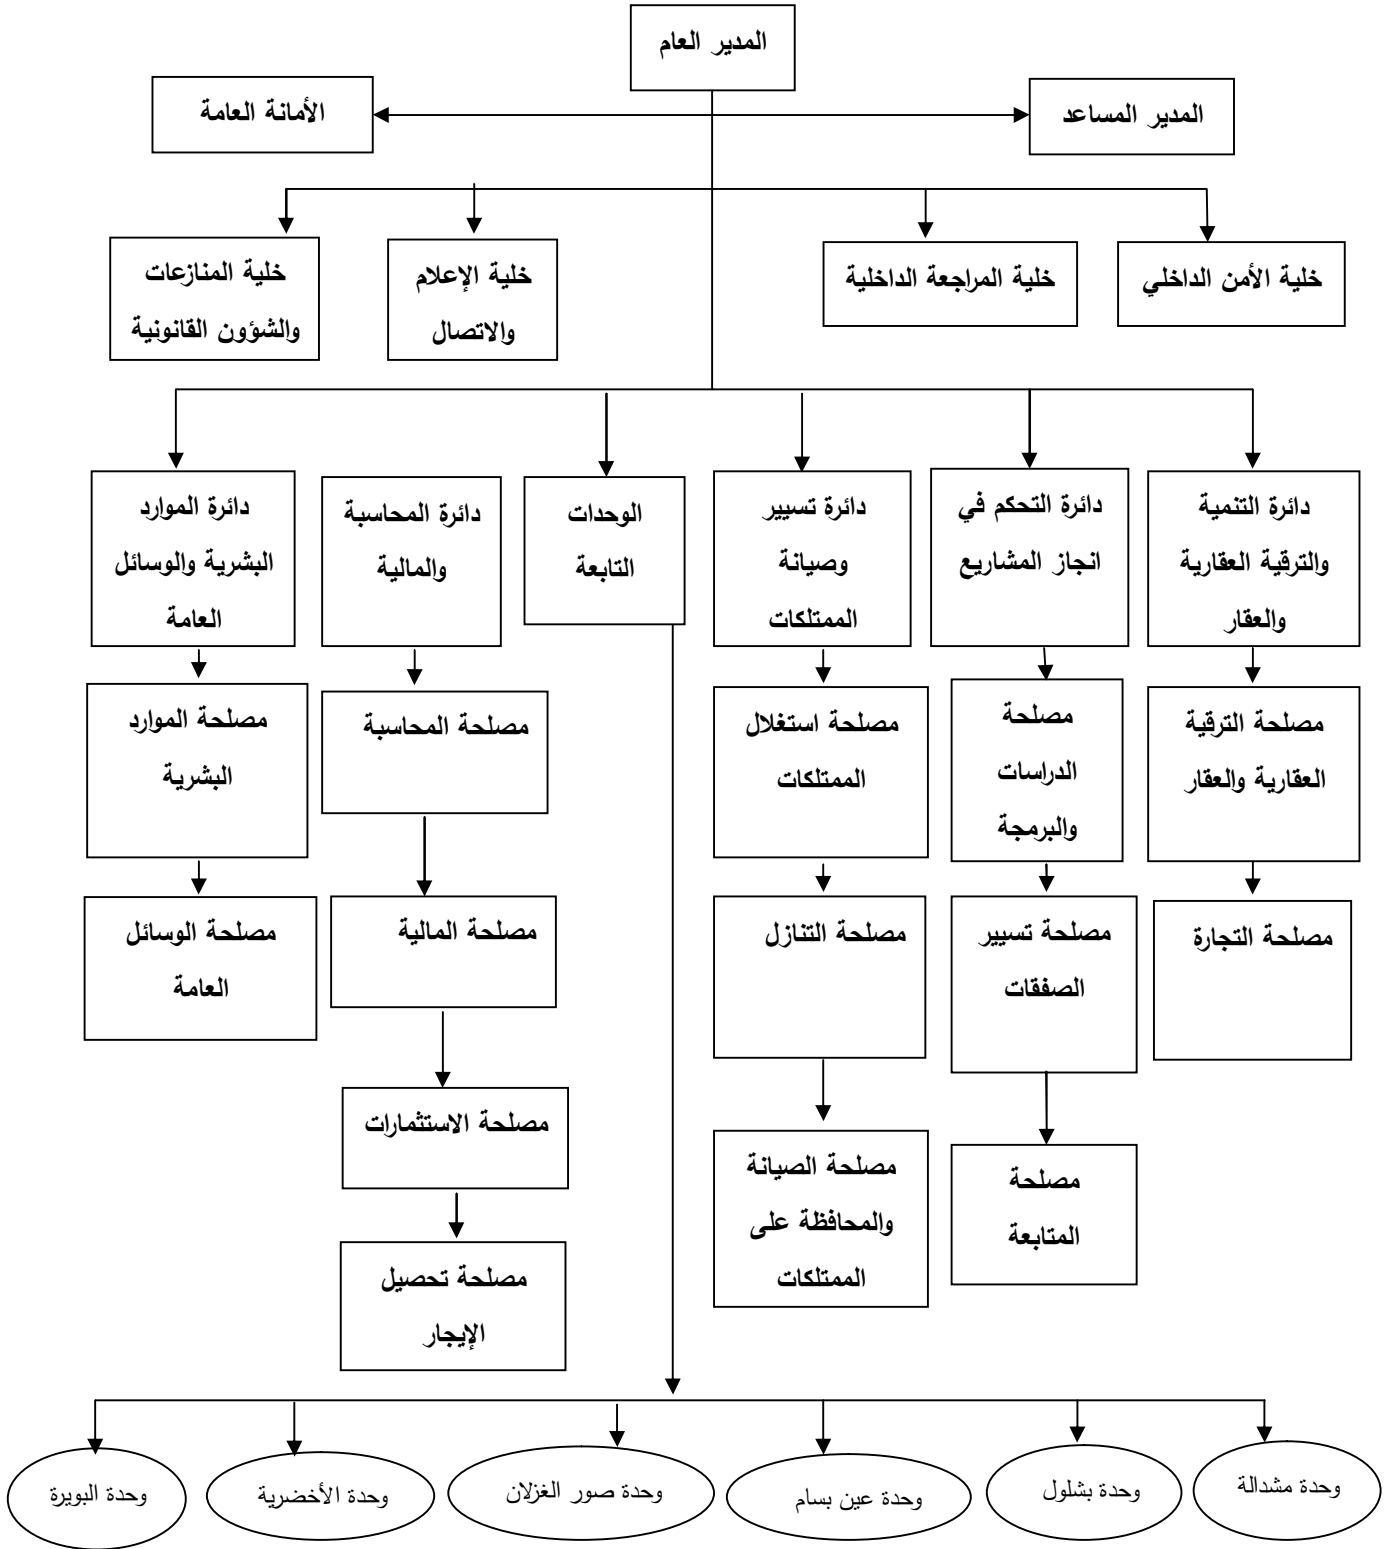 المدير العام
المدير المساعد
الأمانة العامة
خلية الأمن الداخلي
خلية المراجعة الداخلية
خلية الإعلام
والاتصال
خلية المنازعات
والشؤون القانونية
دائرة التنمية
والترقية العقارية
والعقار
دائرة التحكم في
انجاز المشاريع
دائرة تسيير
وصيانة
الممتلكات
الوحدات
التابعة
دائرة المحاسبة
والمالية
دائرة الموارد
البشرية والوسائل
العامة
مصلحة الترقية
العقارية والعقار
مصلحة
الدراسات
والبرمجة
مصلحة استغلال
الممتلكات
مصلحة المحاسبة
مصلحة الموارد
البشرية
مصلحة التجارة
مصلحة تسيير
الصفقات
مصلحة التنازل
مصلحة المالية
مصلحة الوسائل
العامة
مصلحة
المتابعة
مصلحة الصيانة
والمحافظة على
الممتلكات
مصلحة الاستثمارات
مصلحة تحصيل
الإيجار
وحدة مشدالة
وحدة بشلول
وحدة عين بسام
وحدة صور الغزلان
وحدة الأخضرية
وحدة البويرة